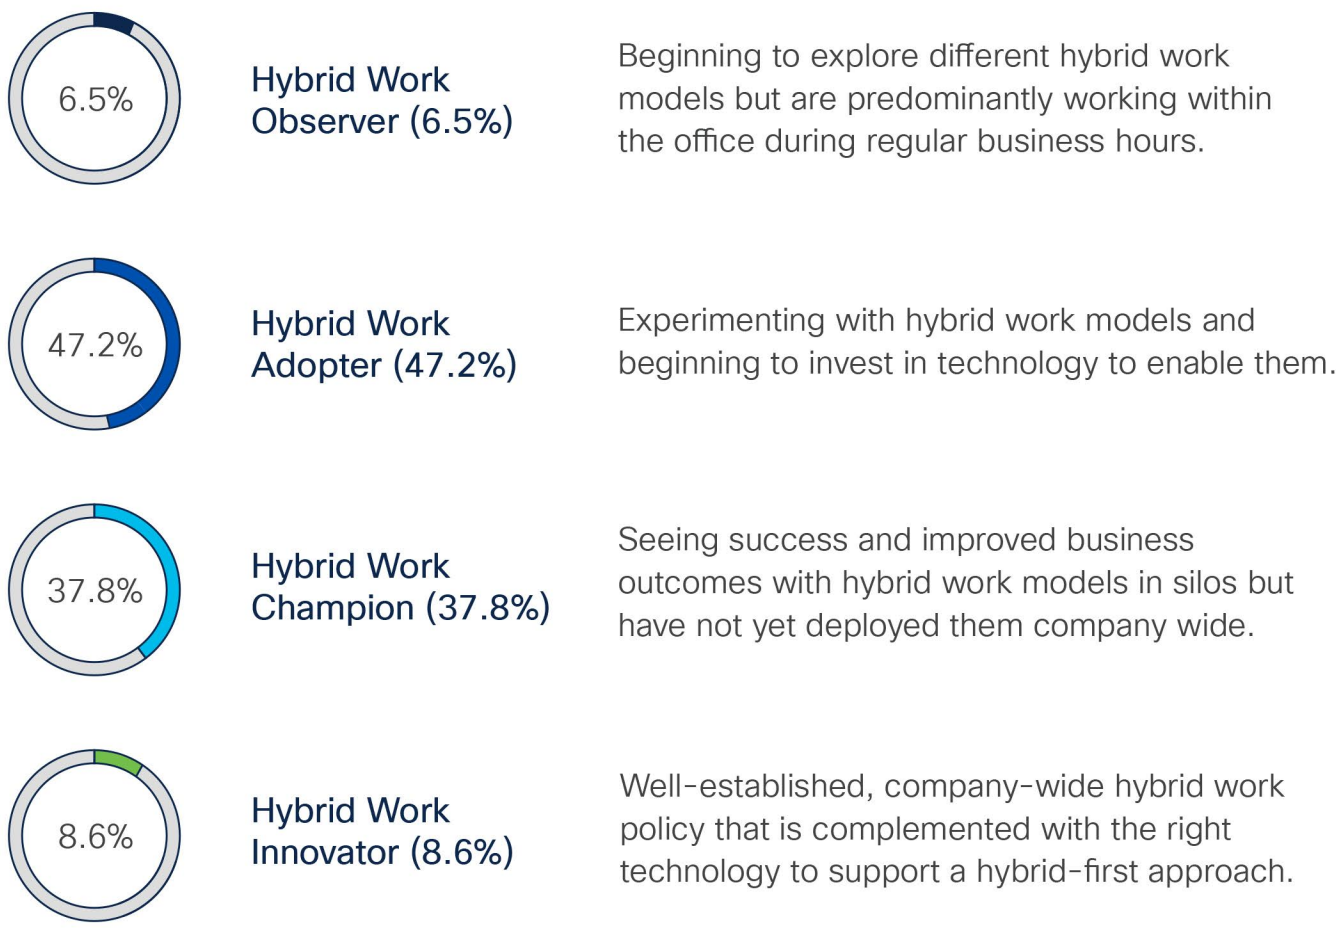 6.5%
Hybrid Work
Observer (6.5%)
Beginning to explore different hybrid work
models but are predominantly working within
the office during regular business hours.
47.2%
Hybrid Work
Adopter (47.2%)
Experimenting with hybrid work models and
beginning to invest in technology to enable them.
37.8%
Hybrid Work
Champion (37.8%)
Seeing success and improved business
outcomes with hybrid work models in silos but
have not yet deployed them company wide.
8.6%
Hybrid Work
Innovator (8.6%)
Well-established, company-wide hybrid work
policy that is complemented with the right
technology to support a hybrid-first approach.